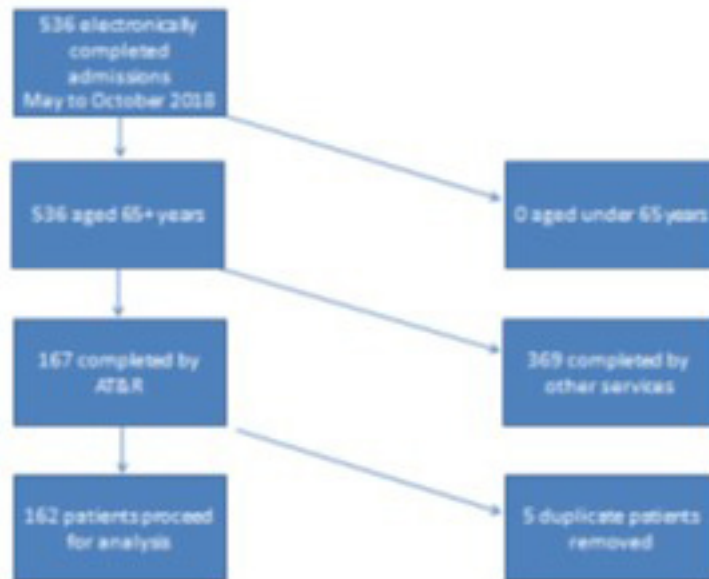 536 electronically
completed
admissions
May to October 2018
536 aged 65+ years
0 aged under 65 years
167 completed by
AT&R
369 completed by
other services
162 patients proceed
for analysis
5 duplicate patients
removed